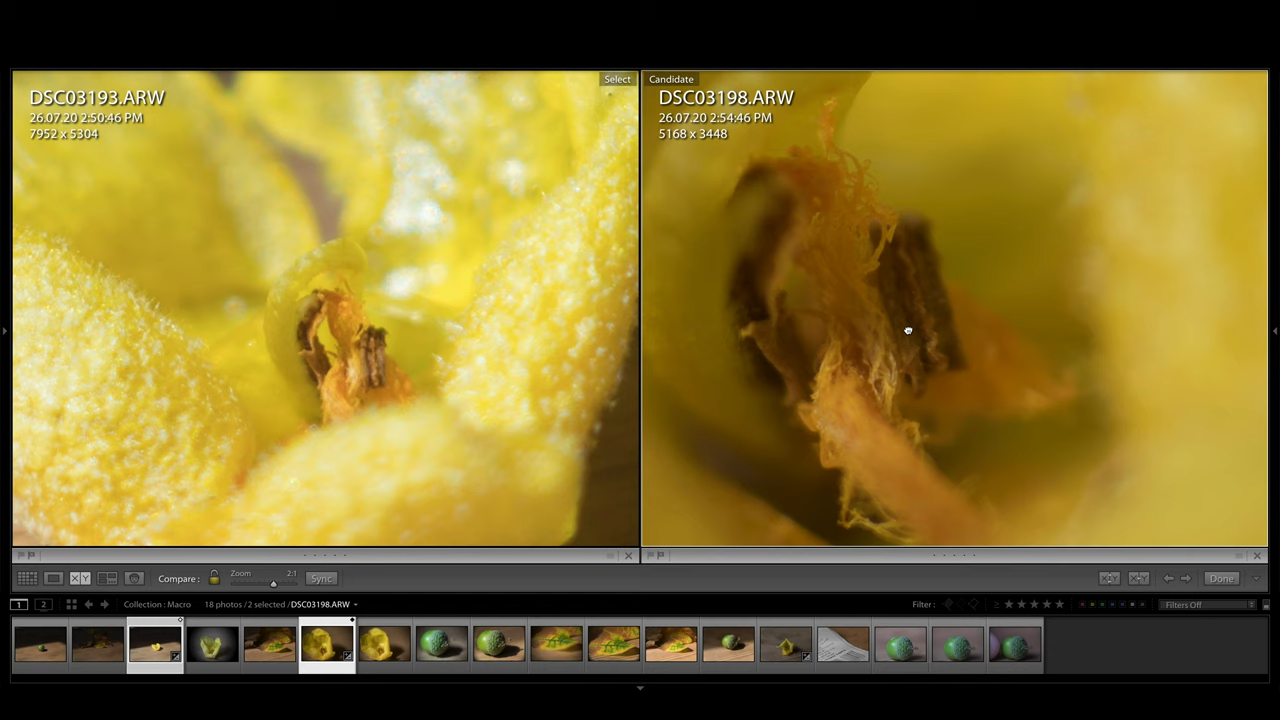 Select
DSC03193.ARW
26.07.20 2:50:46 PM
7952 x 5304
Candidate
DSC03198.ARW
26.07.20 2:54:46 PM
5168 x 3448
Compare :
Zoom
2:1
Sync
Done
1
2
Collection : Macro
18 photos /2 selected /DSC03198.ARW
Filter :
Filters Off